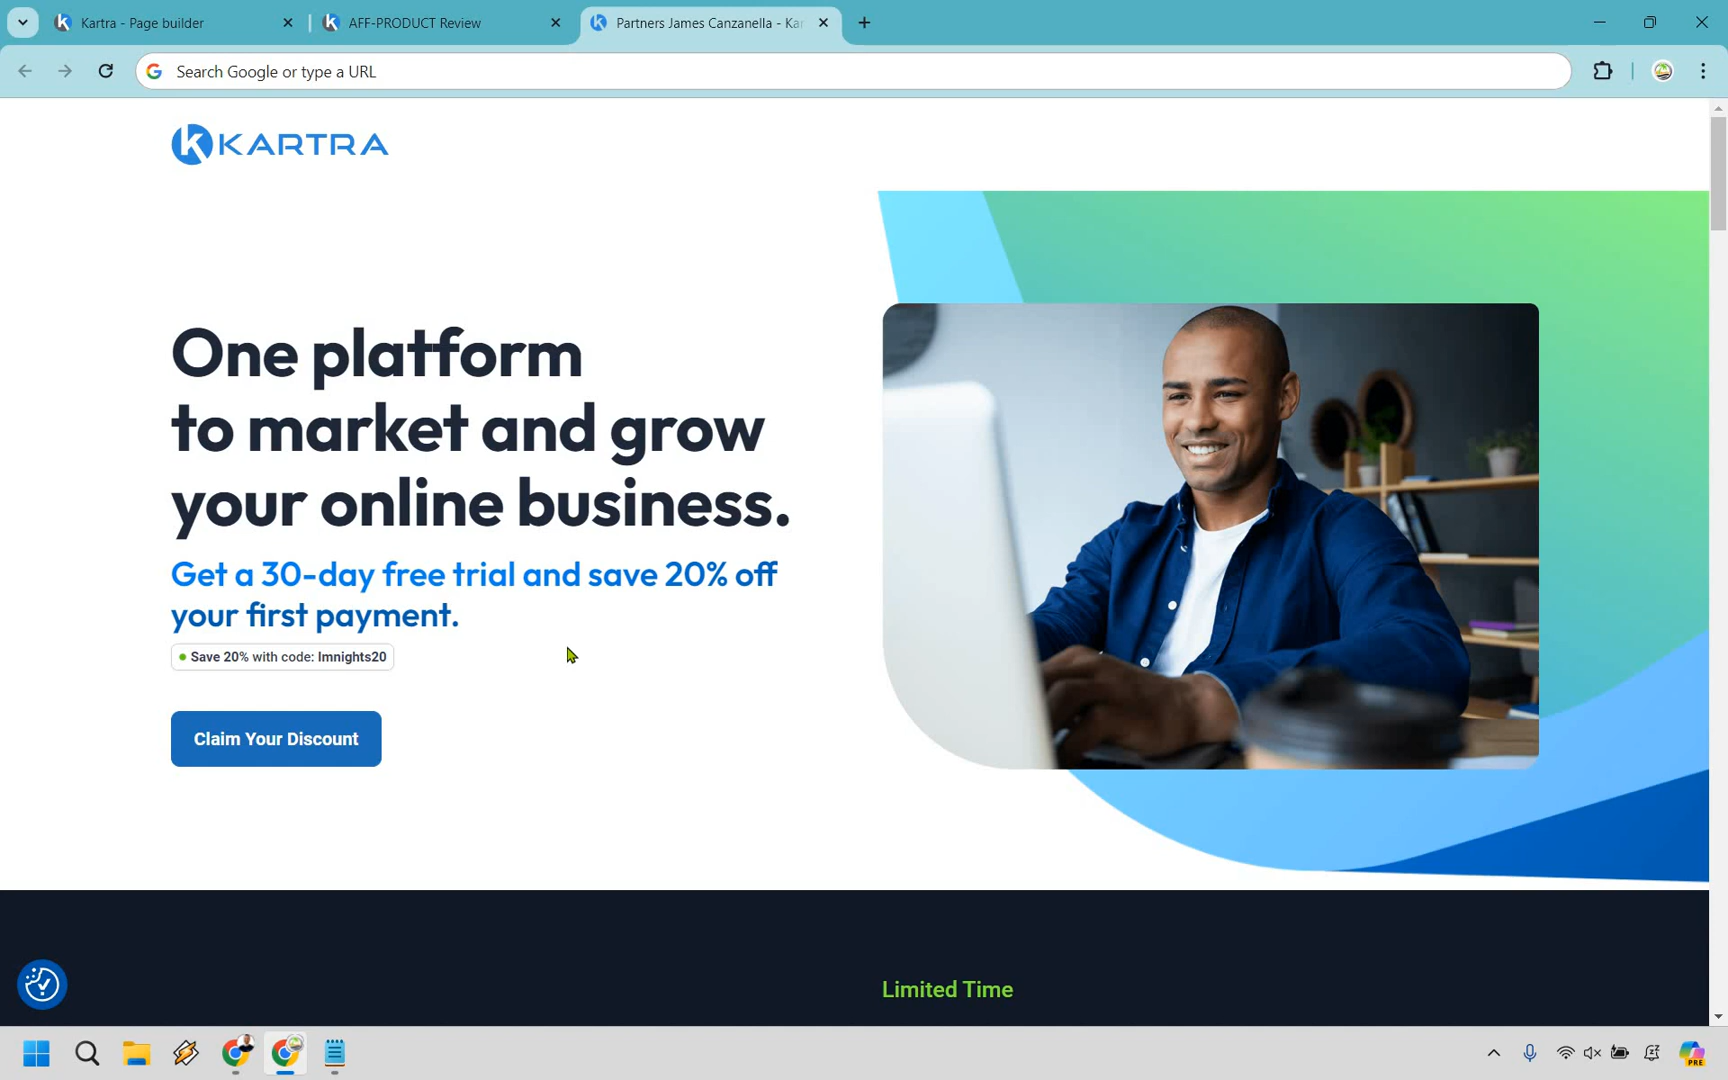 Kartra - Page builder
AFF-PRODUCT Review
Partners James Canzanella - Kar
Search Google or type a URL
KARTRA
One platform
to market and grow
your online business.
Get a 30-day free trial and save 20% off
your first payment.
Save 20% with code: Imnights20
Claim Your Discount
Limited Time
PRE